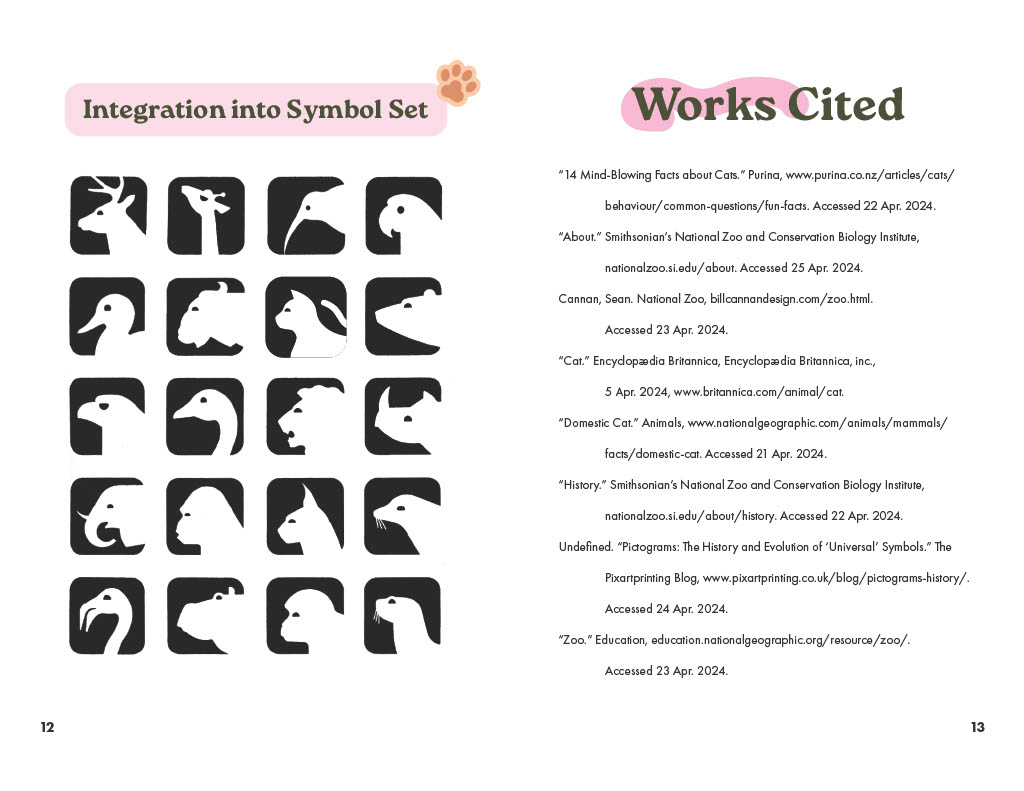 Integration into Symbol Set
12
Works Cited
“14 Mind-Blowing Facts about Cats.” Purina, www.purina.co.nz/articles/cats/
behaviour/common-questions/fun-facts. Accessed 22 Apr. 2024.
“About.” Smithsonian’s National Zoo and Conservation Biology Institute,
nationalzoo.si.edu/about. Accessed 25 Apr. 2024.
Cannan, Sean. National Zoo, billcannandesign.com/zoo.html.
Accessed 23 Apr. 2024.
“Cat.” Encyclopædia Britannica, Encyclopædia Britannica, inc.,
5 Apr. 2024, www.britannica.com/animal/cat.
“Domestic Cat.” Animals, www.nationalgeographic.com/animals/mammals/
facts/domestic-cat. Accessed 21 Apr. 2024.
“History.” Smithsonian’s National Zoo and Conservation Biology Institute,
nationalzoo.si.edu/about/history. Accessed 22 Apr. 2024.
Undefined. “Pictograms: The History and Evolution of ‘Universal’ Symbols.” The
Pixartprinting Blog, www.pixartprinting.co.uk/blog/pictograms-history/.
Accessed 24 Apr. 2024.
“Zoo.” Education, education.nationalgeographic.org/resource/zoo/.
Accessed 23 Apr. 2024.
13